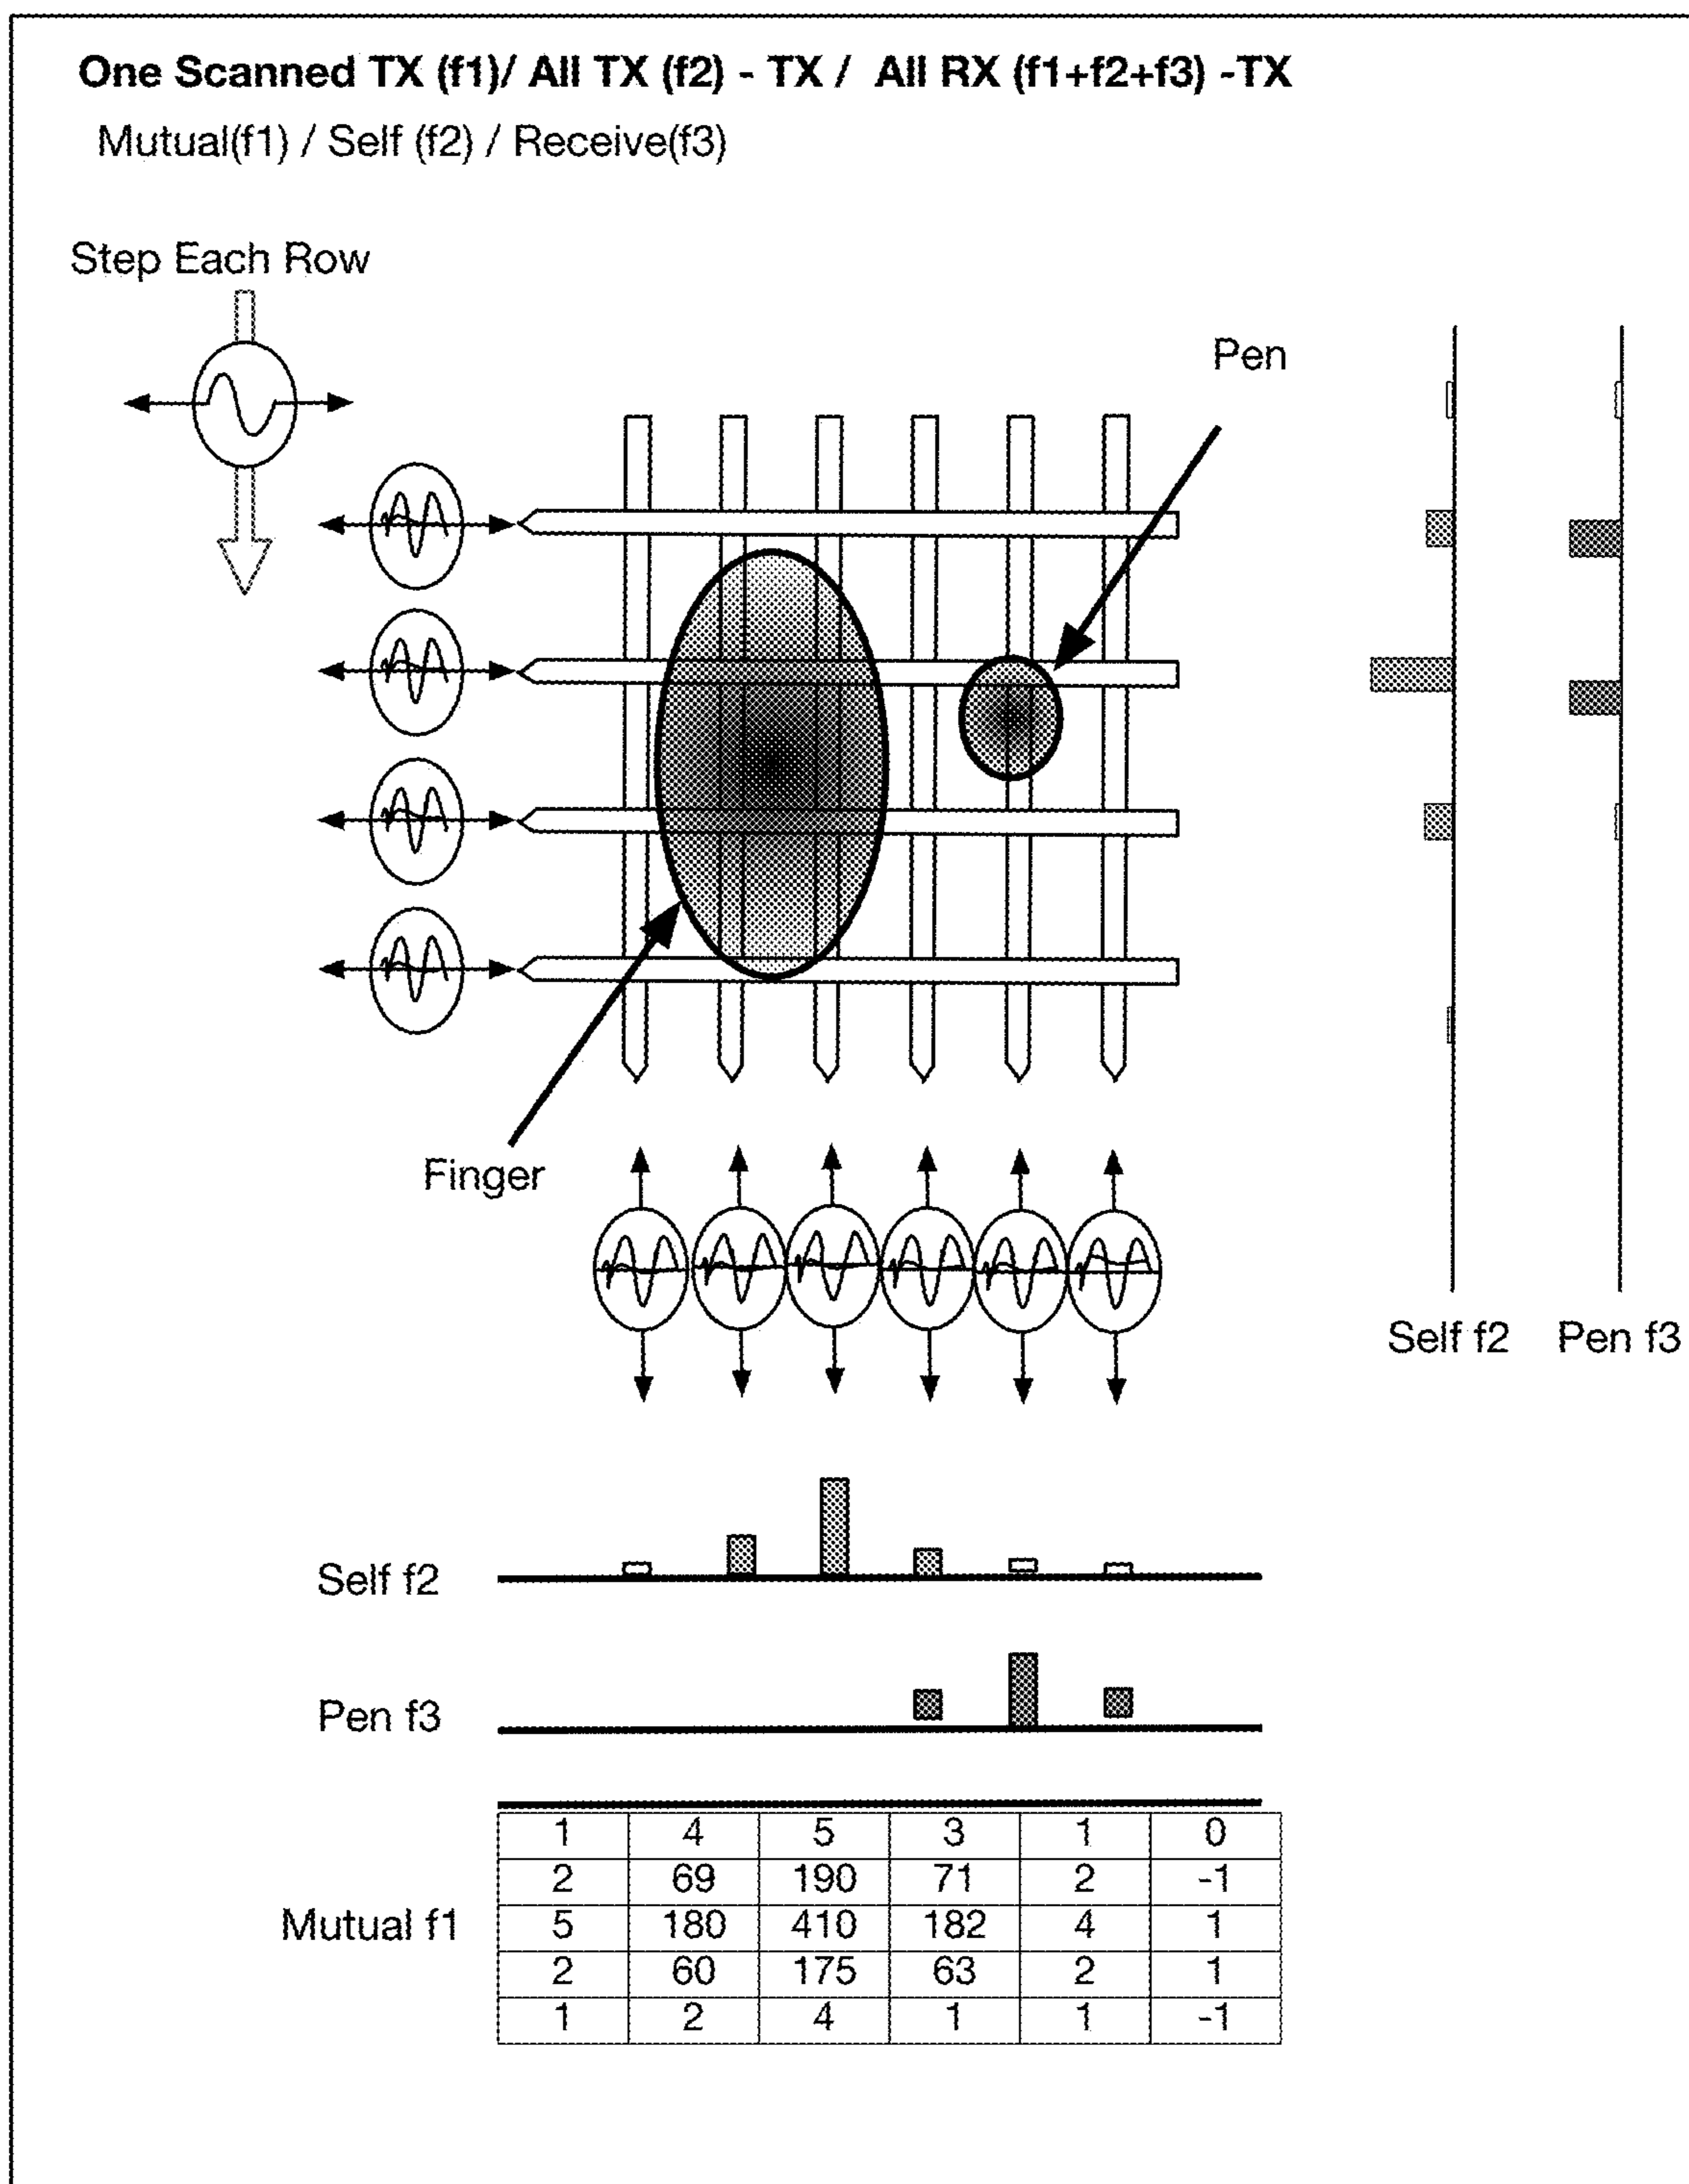 One Scanned TX (f1)/ All TX (f2) - TX / All RX (f1+f2+f3) -TX
Mutual(f1) / Self (f2) / Receive(f3)
Step Each Row
Pen
Finger
Self f2 Pen f3
Self f2
Pen f3
Mutual f1
1 4 5 3 1 0
2 69 190 71 2 -1
5 180 410 182 4 1
2 60 175 63 2 1
1 2 4 1 1 -1